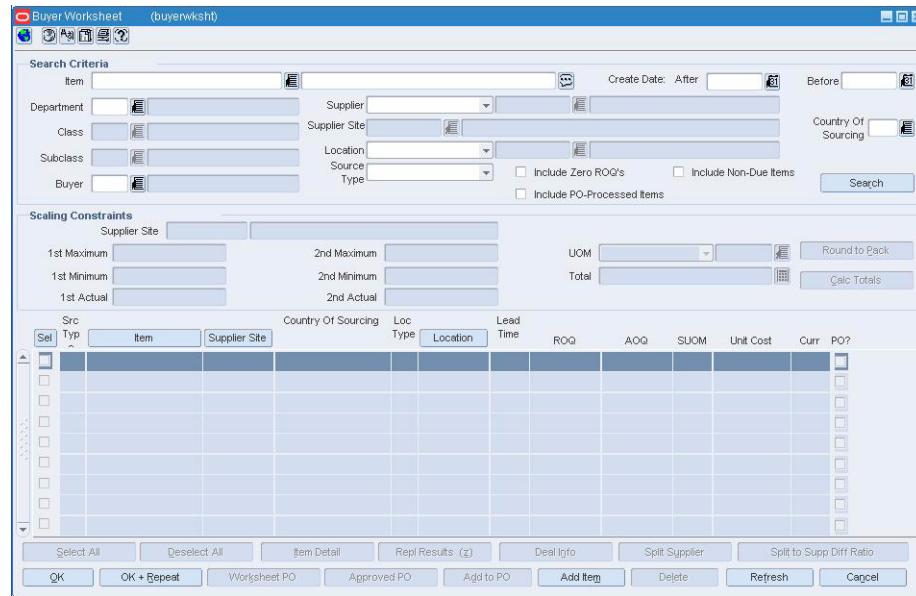 Buyer Worksheet (buyerwksht)
Search Criteria
Item Create Date: After Before
Department Supplier
Class Supplier Site Country Of Sourcing
Subclass Location
Buyer Source Type Include Zero ROQ's Include Non-Due Items
Include PO-Processed Items Search
Scaling Constraints
Supplier Site
1st Maximum 2nd Maximum UOM Round to Pack
1st Minimum 2nd Minimum Total Calc Totals
1st Actual 2nd Actual
Sel Src Typ Item Supplier Site Country Of Sourcing Loc Type Location Lead Time ROQ AOQ SUOM Unit Cost Curr PO?
Select All Deselect All Item Detail Repl Results (z) Deal Info Split Supplier Split to Supp Diff Ratio
OK OK + Repeat Worksheet PO Approved PO Add to PO Add Item Delete Refresh Cancel